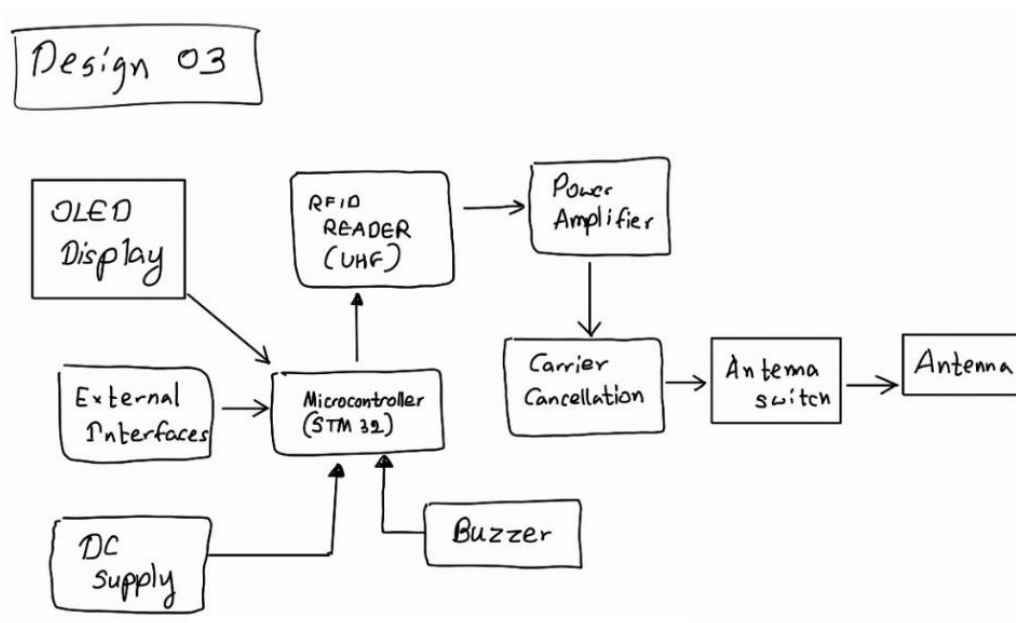 Design 03
OLED
Display
RFID
READER
(UHF)
Power
Amplifier
External
Interfaces
Microcontroller
(STM 32)
Carrier
Cancellation
Antenna
switch
Antenna
DC
Supply
Buzzer